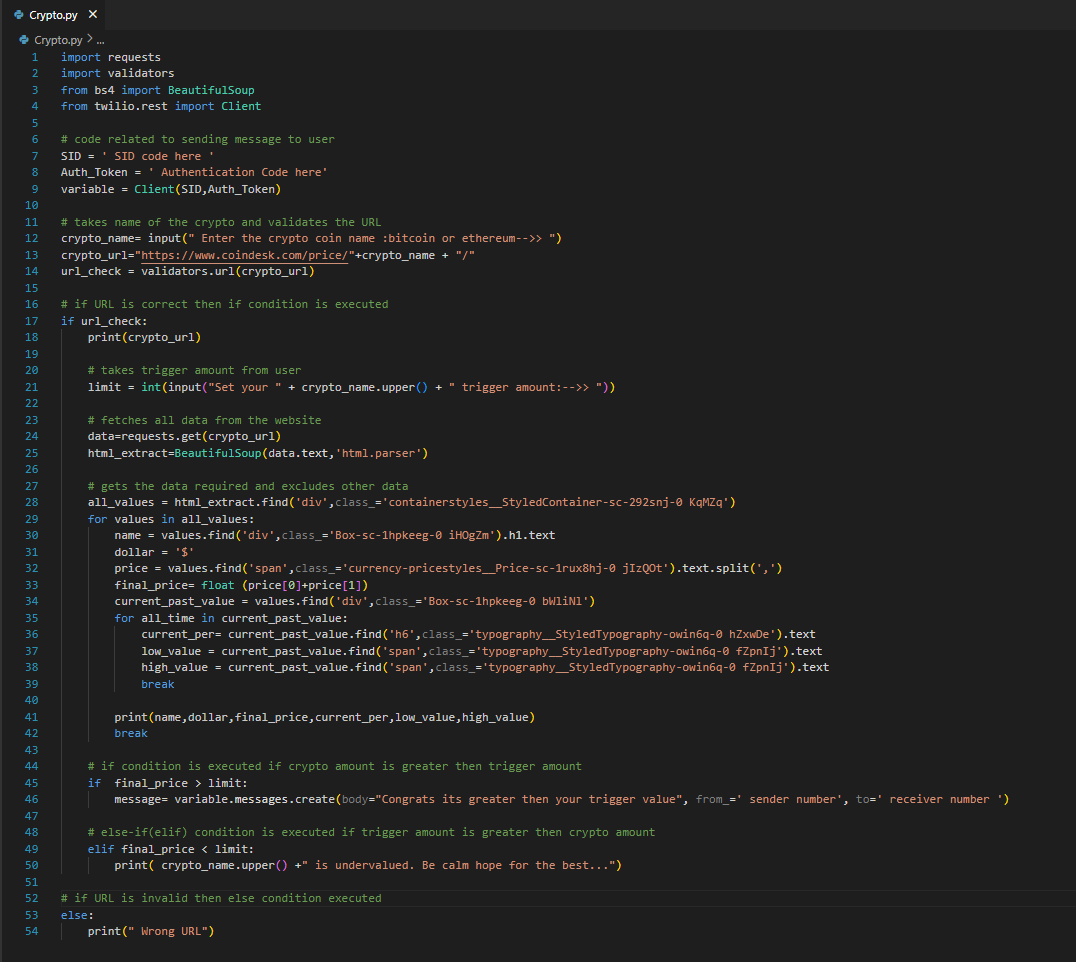 Crypto.py ×
Crypto.py > ...
1 import requests
2 import validators
3 from bs4 import BeautifulSoup
4 from twilio.rest import Client
5
6 # code related to sending message to user
7 SID = ' SID code here '
8 Auth_Token = ' Authentication Code here'
9 variable = Client(SID,Auth_Token)
10
11 # takes name of the crypto and validates the URL
12 crypto_name= input(" Enter the crypto coin name :bitcoin or ethereum-->> ")
13 crypto_url="https://www.coindesk.com/price/"+crypto_name + "/"
14 url_check = validators.url(crypto_url)
15
16 # if URL is correct then if condition is executed
17 if url_check:
18     print(crypto_url)
19
20     # takes trigger amount from user
21     limit = int(input("Set your " + crypto_name.upper() + " trigger amount:-->> "))
22
23     # fetches all data from the website
24     data=requests.get(crypto_url)
25     html_extract=BeautifulSoup(data.text,'html.parser')
26
27     # gets the data required and excludes other data
28     all_values = html_extract.find('div',class_='containerstyles__StyledContainer-sc-292snj-0 KqMZq')
29     for values in all_values:
30         name = values.find('div',class_='Box-sc-1hpkeeg-0 iHOgZm').h1.text
31         dollar = '$'
32         price = values.find('span',class_='currency-pricestyles__Price-sc-1rux8hj-0 jIzQOt').text.split(',')
33         final_price= float (price[0]+price[1])
34         current_past_value = values.find('div',class_='Box-sc-1hpkeeg-0 bWliNl')
35         for all_time in current_past_value:
36             current_per= current_past_value.find('h6',class_='typography__StyledTypography-owin6q-0 hZxwDe').text
37             low_value = current_past_value.find('span',class_='typography__StyledTypography-owin6q-0 fZpnIj').text
38             high_value = current_past_value.find('span',class_='typography__StyledTypography-owin6q-0 fZpnIj').text
39             break
40
41         print(name,dollar,final_price,current_per,low_value,high_value)
42         break
43
44     # if condition is executed if crypto amount is greater then trigger amount
45     if  final_price > limit:
46         message= variable.messages.create(body="Congrats its greater then your trigger value", from_=' sender number', to=' receiver number ')
47
48     # else-if(elif) condition is executed if trigger amount is greater then crypto amount
49     elif final_price < limit:
50         print( crypto_name.upper() +" is undervalued. Be calm hope for the best...")
51
52 # if URL is invalid then else condition executed
53 else:
54     print(" Wrong URL")